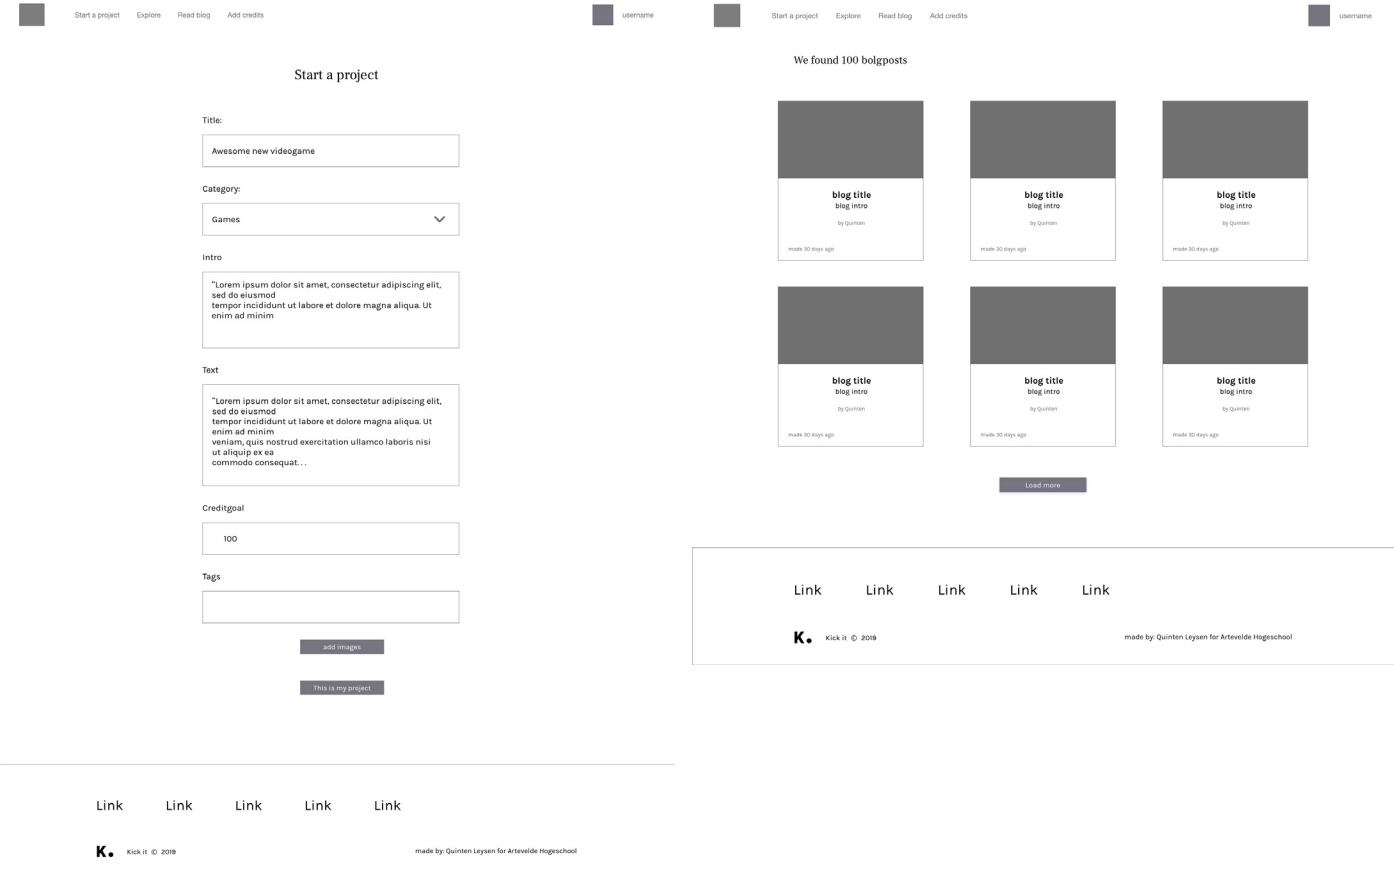 Start a project Explore Read blog Add credits username
Start a project
Title:
Awesome new videogame
Category:
Games
Intro
"Lorem ipsum dolor sit amet, consectetur adipiscing elit,
sed do eiusmod
tempor incididunt ut labore et dolore magna aliqua. Ut
enim ad minim
Text
"Lorem ipsum dolor sit amet, consectetur adipiscing elit,
sed do eiusmod
tempor incididunt ut labore et dolore magna aliqua. Ut
enim ad minim
veniam, quis nostrud exercitation ullamco laboris nisi
ut aliquip ex ea
commodo consequat...
Creditgoal
100
Tags
add images
This is my project
Link Link Link Link Link
K. Kick it © 2019 made by: Quinten Leysen for Artevelde Hogeschool
Start a project Explore Read blog Add credits username
We found 100 bolgposts
blog title blog title blog title
blog intro blog intro blog intro
by Quinten by Quinten by Quinten
made 30 days ago made 30 days ago made 30 days ago
blog title blog title blog title
blog intro blog intro blog intro
by Quinten by Quinten by Quinten
made 30 days ago made 30 days ago made 30 days ago
Load more
Link Link Link Link Link
K. Kick it © 2019 made by: Quinten Leysen for Artevelde Hogeschool